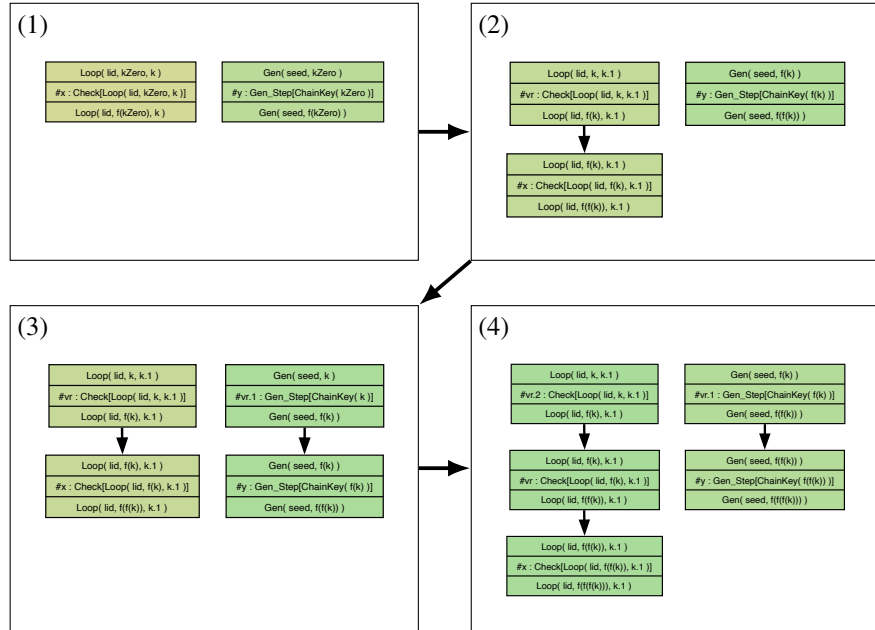 (1)
Loop( lid, kZero, k )
#x : Check[Loop( lid, kZero, k )]
Loop( lid, f(kZero), k )
Gen( seed, kZero )
#y : Gen_Step[ChainKey( kZero )]
Gen( seed, f(kZero) )
(2)
Loop( lid, k, k.1 )
#vr : Check[Loop( lid, k, k.1 )]
Loop( lid, f(k), k.1 )
Loop( lid, f(k), k.1 )
#x : Check[Loop( lid, f(k), k.1 )]
Loop( lid, f(f(k)), k.1 )
Gen( seed, f(k) )
#y : Gen_Step[ChainKey( f(k) )]
Gen( seed, f(f(k)) )
(3)
Loop( lid, k, k.1 )
#vr : Check[Loop( lid, k, k.1 )]
Loop( lid, f(k), k.1 )
Loop( lid, f(k), k.1 )
#x : Check[Loop( lid, f(k), k.1 )]
Loop( lid, f(f(k)), k.1 )
Gen( seed, k )
#vr.1 : Gen_Step[ChainKey( k )]
Gen( seed, f(k) )
Gen( seed, f(k) )
#y : Gen_Step[ChainKey( f(k) )]
Gen( seed, f(f(k)) )
(4)
Loop( lid, k, k.1 )
#vr.2 : Check[Loop( lid, k, k.1 )]
Loop( lid, f(k), k.1 )
Loop( lid, f(k), k.1 )
#vr : Check[Loop( lid, f(k), k.1 )]
Loop( lid, f(f(k)), k.1 )
Loop( lid, f(f(k)), k.1 )
#x : Check[Loop( lid, f(f(k)), k.1 )]
Loop( lid, f(f(f(k))), k.1 )
Gen( seed, f(k) )
#vr.1 : Gen_Step[ChainKey( f(k) )]
Gen( seed, f(f(k)) )
Gen( seed, f(f(k)) )
#y : Gen_Step[ChainKey( f(f(k)) )]
Gen( seed, f(f(f(k))) )